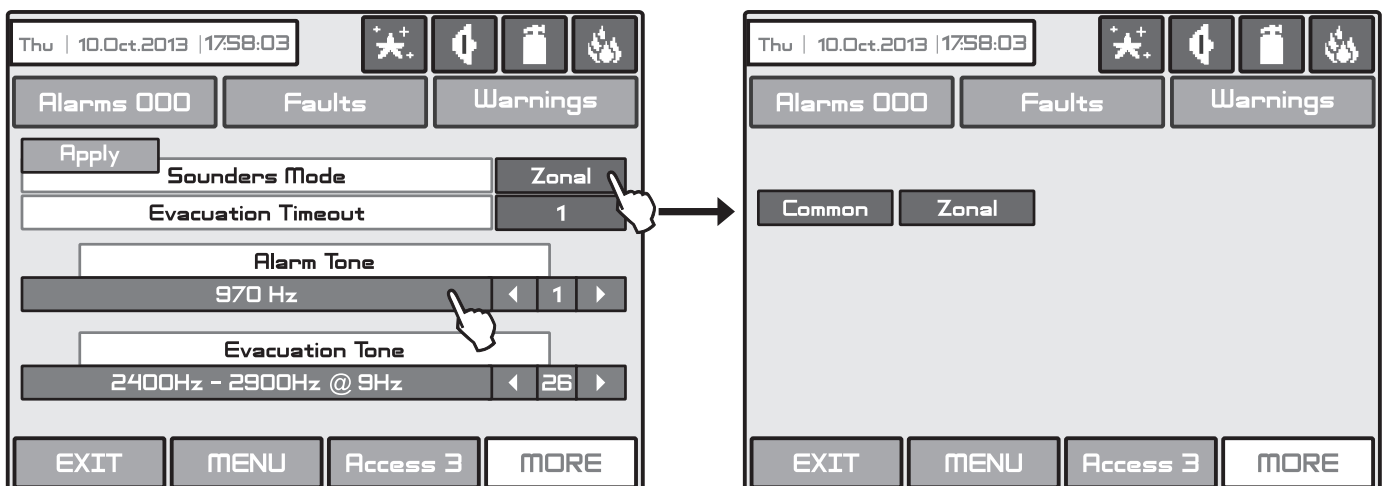 Thu | 10.Oct.2013 | 17:58:03
Alarms 000 Faults Warnings
Apply
Sounders Mode Zonal
Evacuation Timeout 1
Alarm Tone
970 Hz 1
Evacuation Tone
2400Hz - 2900Hz @ 9Hz 26
EXIT MENU Access 3 MORE
Thu | 10.Oct.2013 | 17:58:03
Alarms 000 Faults Warnings
Common Zonal
EXIT MENU Access 3 MORE